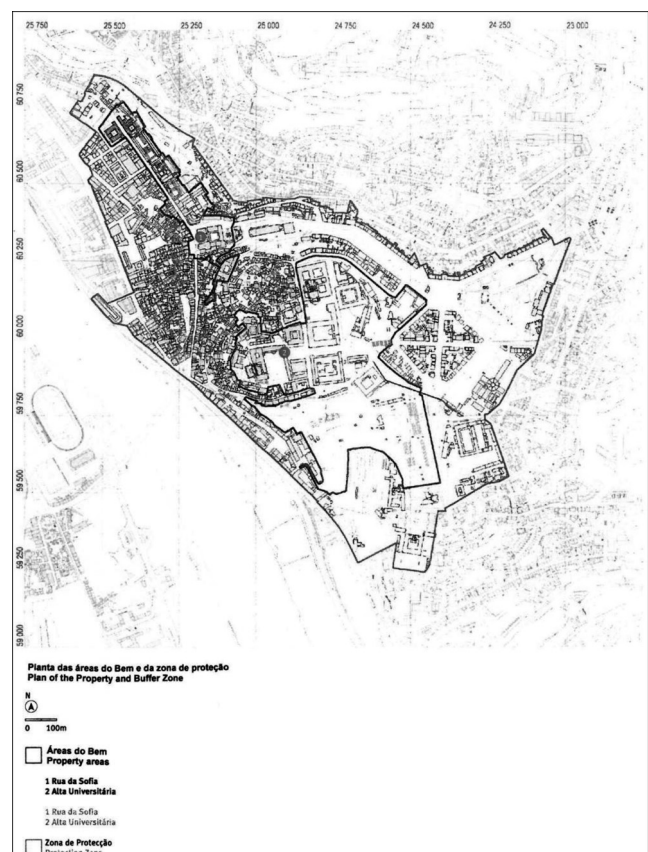 25 750 25 500 25 250 25 000 24 750 24 500 24 250 23 000
60 750
60 500
60 250
60 000
59 750
59 500
59 250
59 000
Planta das áreas do Bem e da zona de proteção
Plan of the Property and Buffer Zone
N
0 100m
Áreas do Bem
Property areas
1 Rua da Sofia
2 Alta Universitária
1 Rua da Sofia
2 Alta Universitária
Zona de Protecção
Protection Zone